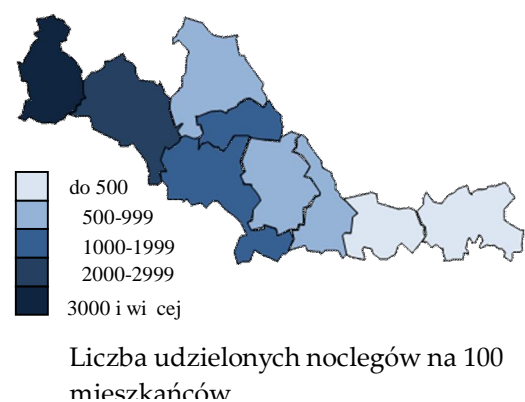 do 500
500-999
1000-1999
2000-2999
3000 i wi cej
Liczba udzielonych noclegów na 100
mieszkańców